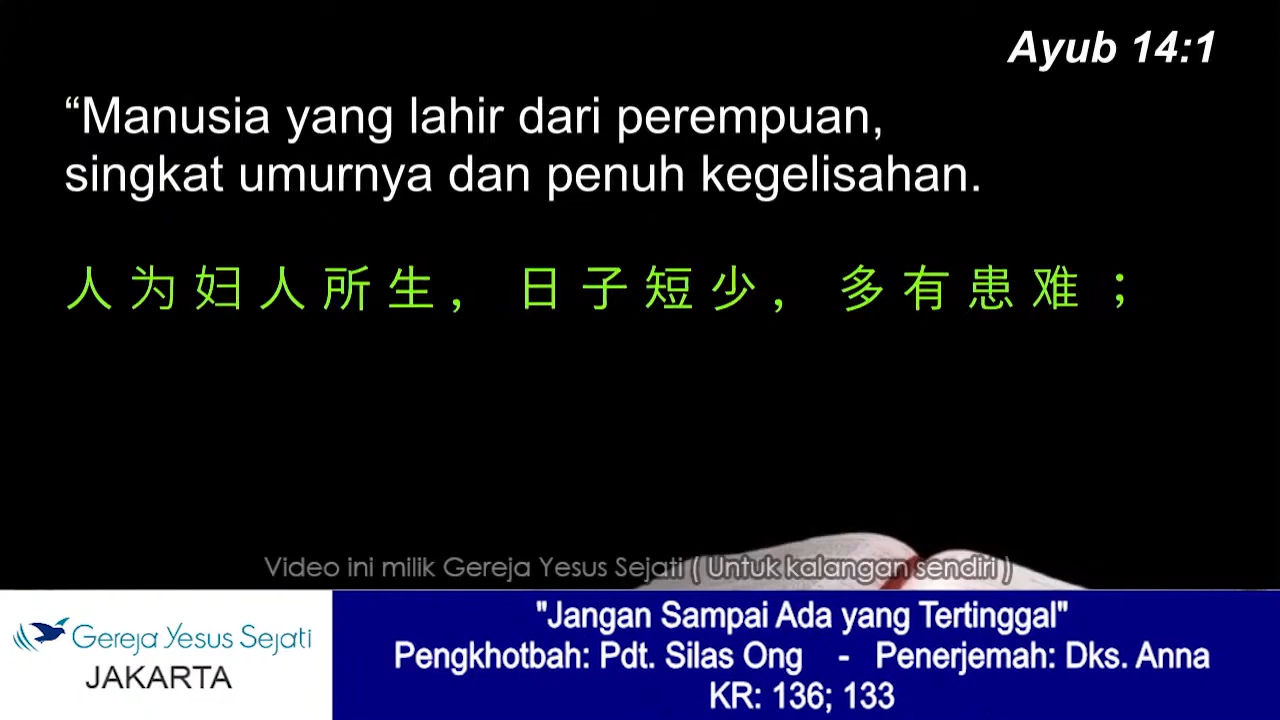 Ayub 14:1
“Manusia yang lahir dari perempuan,
singkat umurnya dan penuh kegelisahan.
人为妇人所生，日子短少，多有患难；
Video ini milik Gereja Yesus Sejati ( Untuk kalangan sendiri )
Gereja Yesus Sejati
JAKARTA
"Jangan Sampai Ada yang Tertinggal"
Pengkhotbah: Pdt. Silas Ong - Penerjemah: Dks. Anna
KR: 136; 133